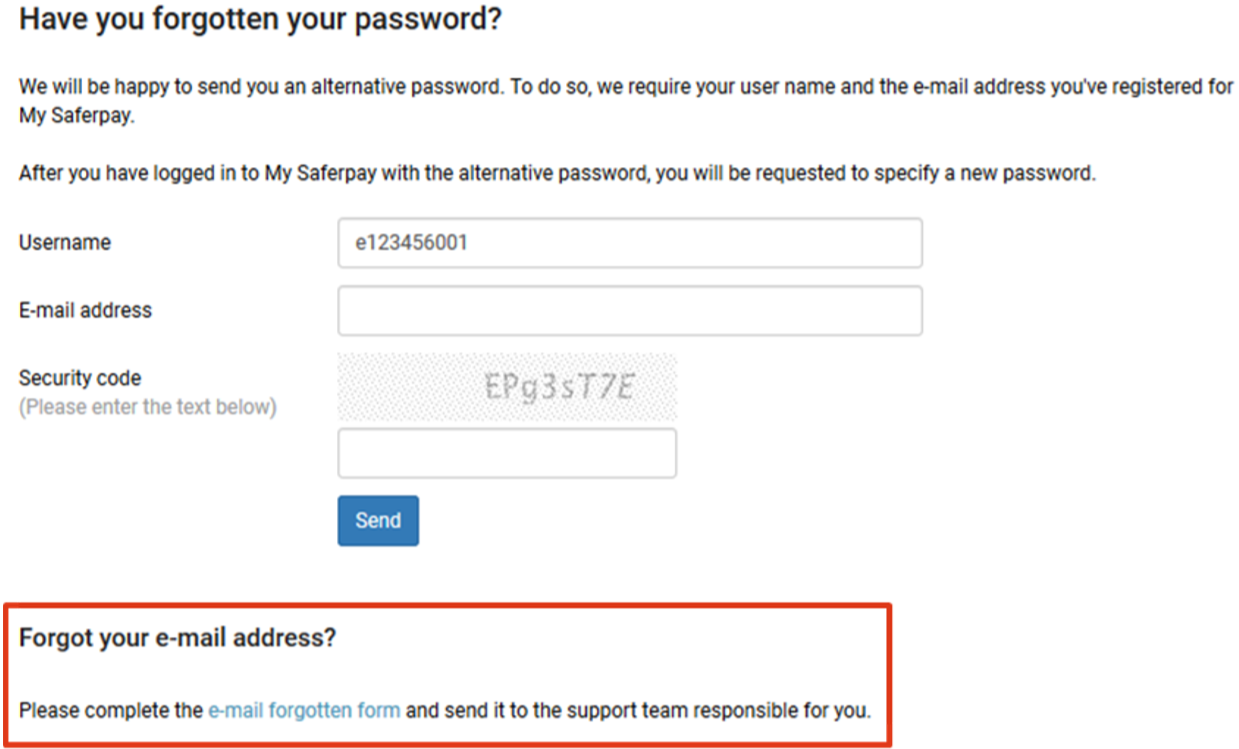 Have you forgotten your password?
We will be happy to send you an alternative password. To do so, we require your user name and the e-mail address you've registered for
My Saferpay.
After you have logged in to My Saferpay with the alternative password, you will be requested to specify a new password.
Username
e123456001
E-mail address
Security code
(Please enter the text below)
EPg3sT7E
Send
Forgot your e-mail address?
Please complete the e-mail forgotten form and send it to the support team responsible for you.